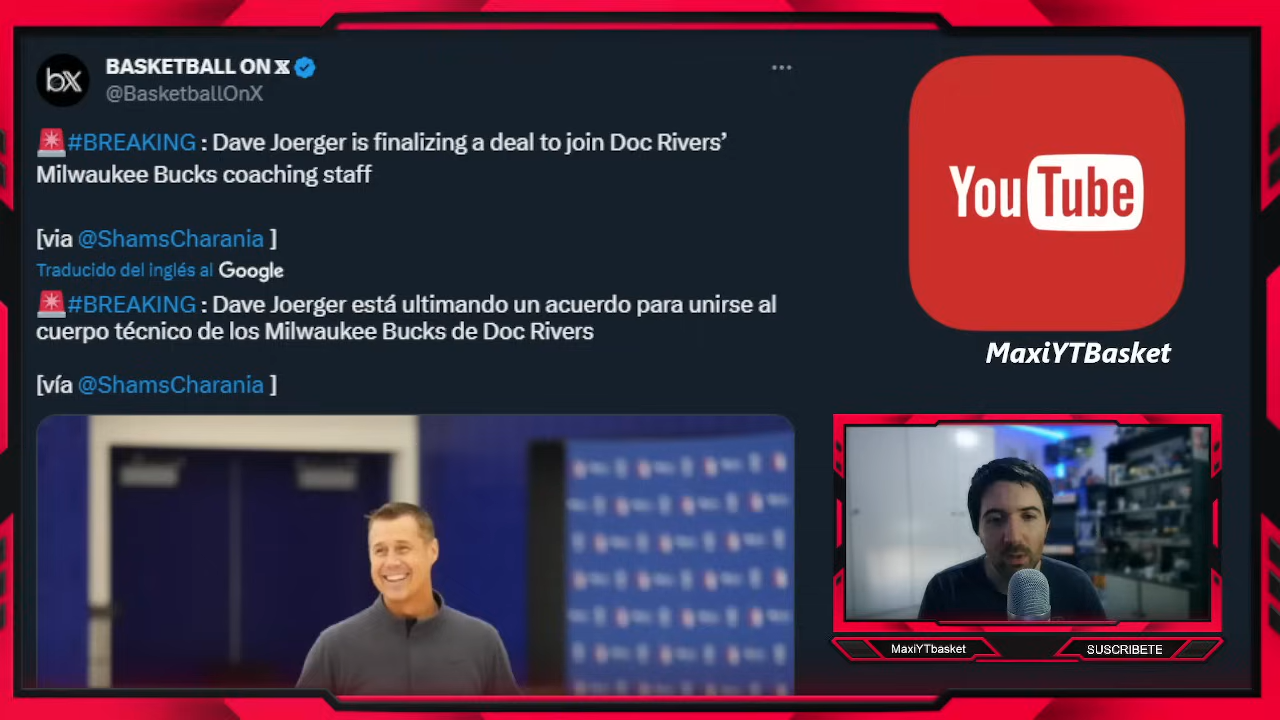 BASKETBALL ON X
@BasketballOnX
#BREAKING : Dave Joerger is finalizing a deal to join Doc Rivers’
Milwaukee Bucks coaching staff
[via @ShamsCharania ]
Traducido del inglés al Google
#BREAKING : Dave Joerger está ultimando un acuerdo para unirse al
cuerpo técnico de los Milwaukee Bucks de Doc Rivers
[vía @ShamsCharania ]
bX
YouTube
MaxiYTBasket
MaxiYTbasket
SUSCRIBETE